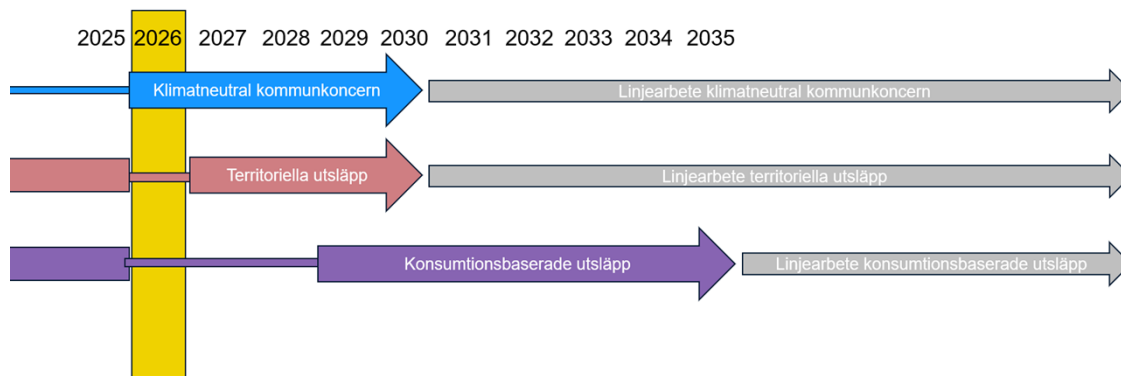 2025 2026 2027 2028 2029 2030 2031 2032 2033 2034 2035
Klimatneutral kommunkoncern
Linjearbete klimatneutral kommunkoncern
Territoriella utsläpp
Linjearbete territoriella utsläpp
Konsumtionsbaserade utsläpp
Linjearbete konsumtionsbaserade utsläpp